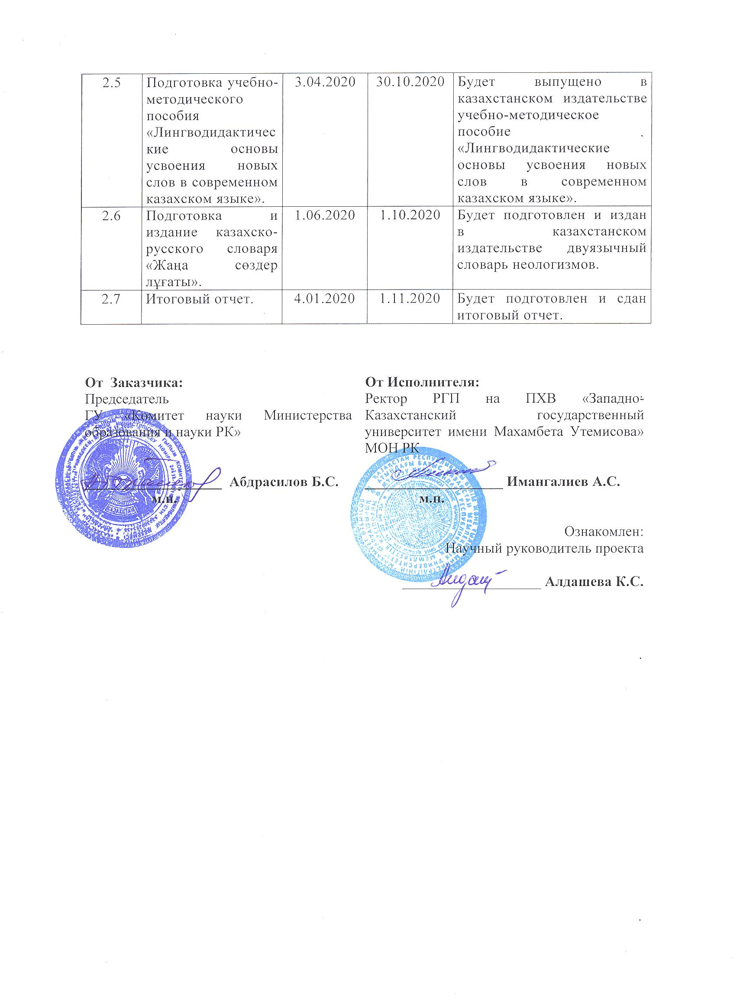 2.5
Подготовка учебно-
методического
пособия
«Лингводидактичес
кие основы
усвоения новых
слов в современном
казахском языке».
3.04.2020
30.10.2020
Будет выпущено в
казахстанском издательстве
учебно-методическое
пособие
«Лингводидактические
основы усвоения новых
слов в современном
казахском языке».
2.6
Подготовка и
издание казахско-
русского словаря
«Жаңа сөздер
лұғаты».
1.06.2020
1.10.2020
Будет подготовлен и издан
в казахстанском
издательстве двуязычный
словарь неологизмов.
2.7
Итоговый отчет.
4.01.2020
1.11.2020
Будет подготовлен и сдан
итоговый отчет.
От Заказчика:
Председатель
ГУ «Комитет науки Министерства
образования и науки РК»
Абдрасилов Б.С.
м.п.
ҚАЗАҚСТАН
От Исполнителя:
Ректор РГП на ПХВ «Западно-
Казахстанский государственный
университет имени Махамбета Утемисова»
МОН РК
Имангалиев А.С.
м.п.
Ознакомлен:
Научный руководитель проекта
Алдашева К.С.